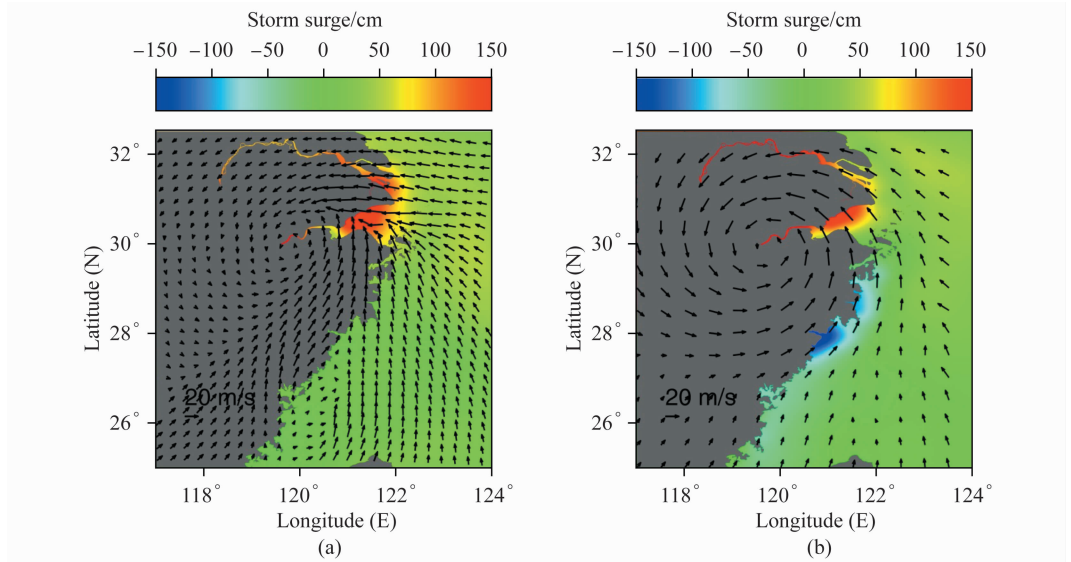 Storm surge/cm
−150 −100 −50 0 50 100 150
32°
30°
28°
26°
Latitude (N)
20 m/s
118° 120° 122° 124°
Longitude (E)
(a)
Storm surge/cm
−150 −100 −50 0 50 100 150
32°
30°
28°
26°
Latitude (N)
20 m/s
118° 120° 122° 124°
Longitude (E)
(b)